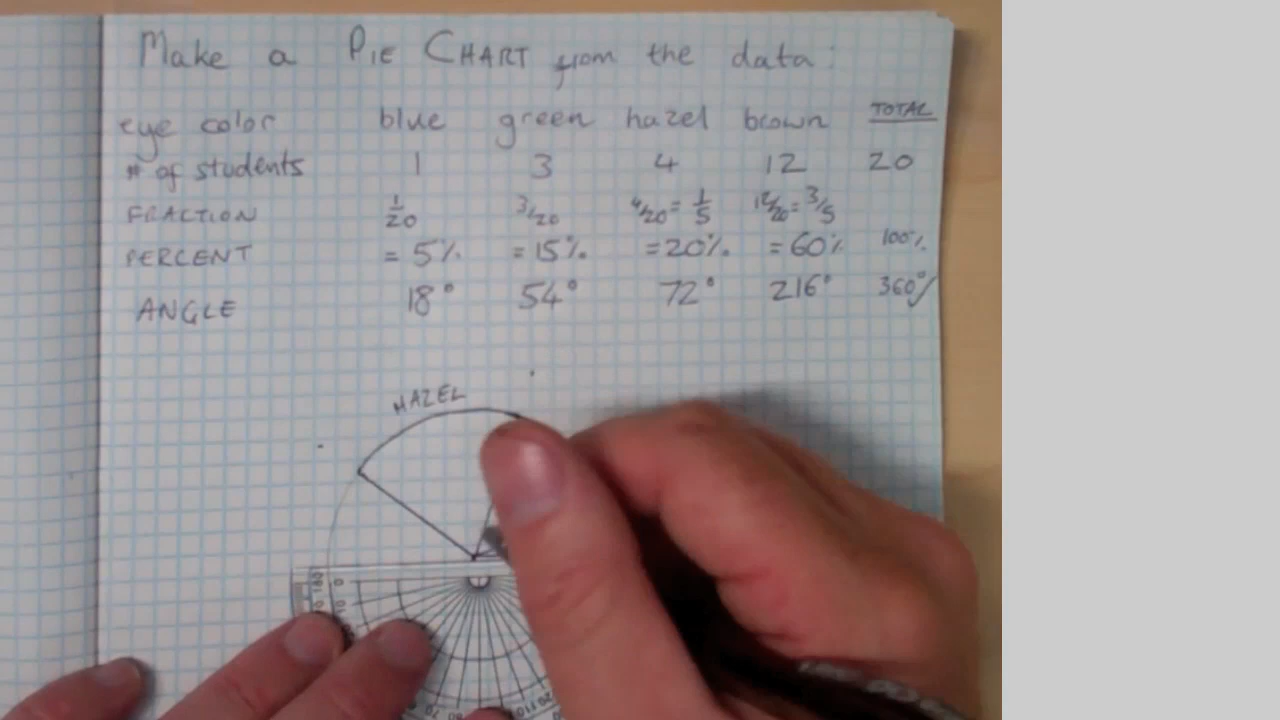 Make a PIE CHART from the data:
eye color blue green hazel brown TOTAL
# of students 1 3 4 12 20
FRACTION 1/20 3/20 4/20 = 1/5 12/20 = 3/5
PERCENT = 5% = 15% = 20% = 60% 100%
ANGLE 18° 54° 72° 216° 360°
HAZEL